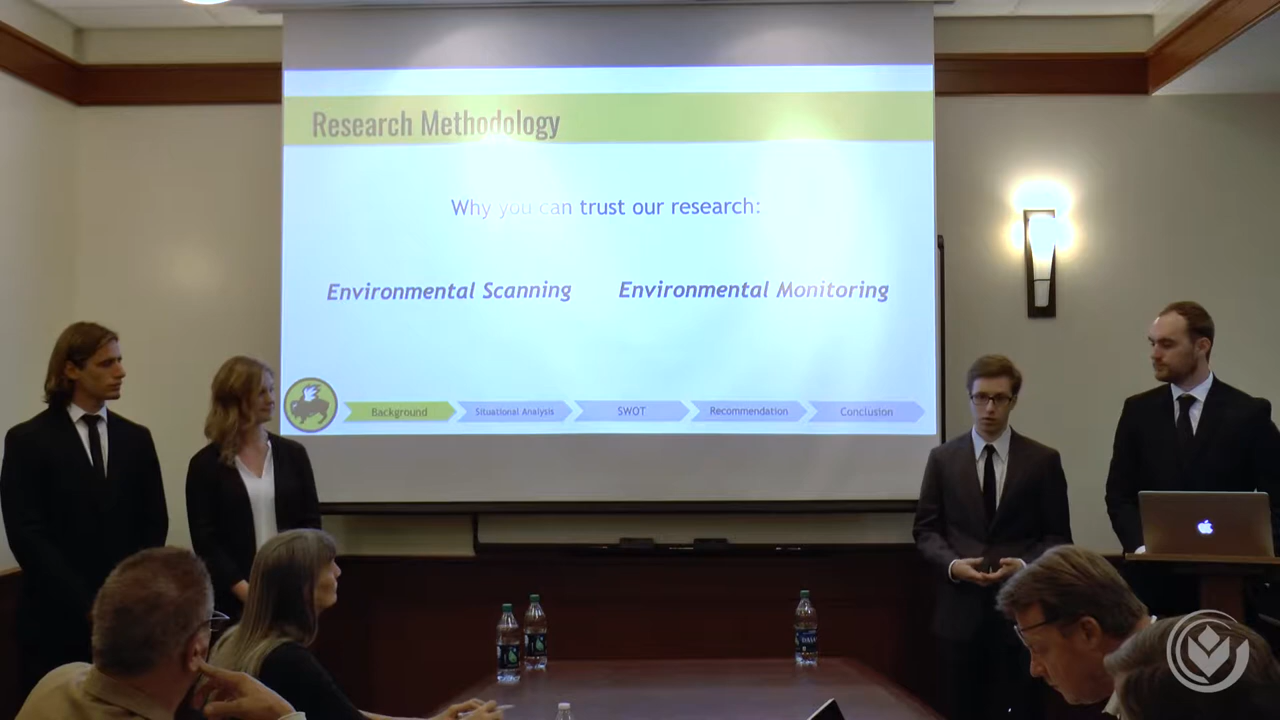 Research Methodology
Why you can trust our research:
Environmental Scanning
Environmental Monitoring
Background
Situational Analysis
SWOT
Recommendation
Conclusion